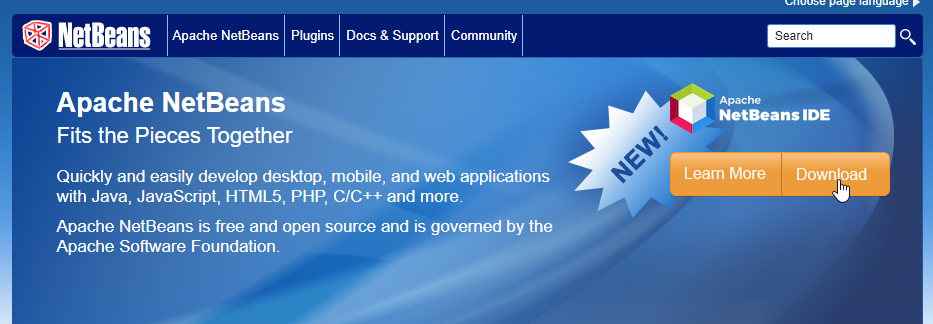 Choose page language
NetBeans
Apache NetBeans
Plugins
Docs & Support
Community
Search
Apache NetBeans
Fits the Pieces Together
Quickly and easily develop desktop, mobile, and web applications
with Java, JavaScript, HTML5, PHP, C/C++ and more.
Apache NetBeans is free and open source and is governed by the
Apache Software Foundation.
NEW!
Apache
NetBeans IDE
Learn More
Download